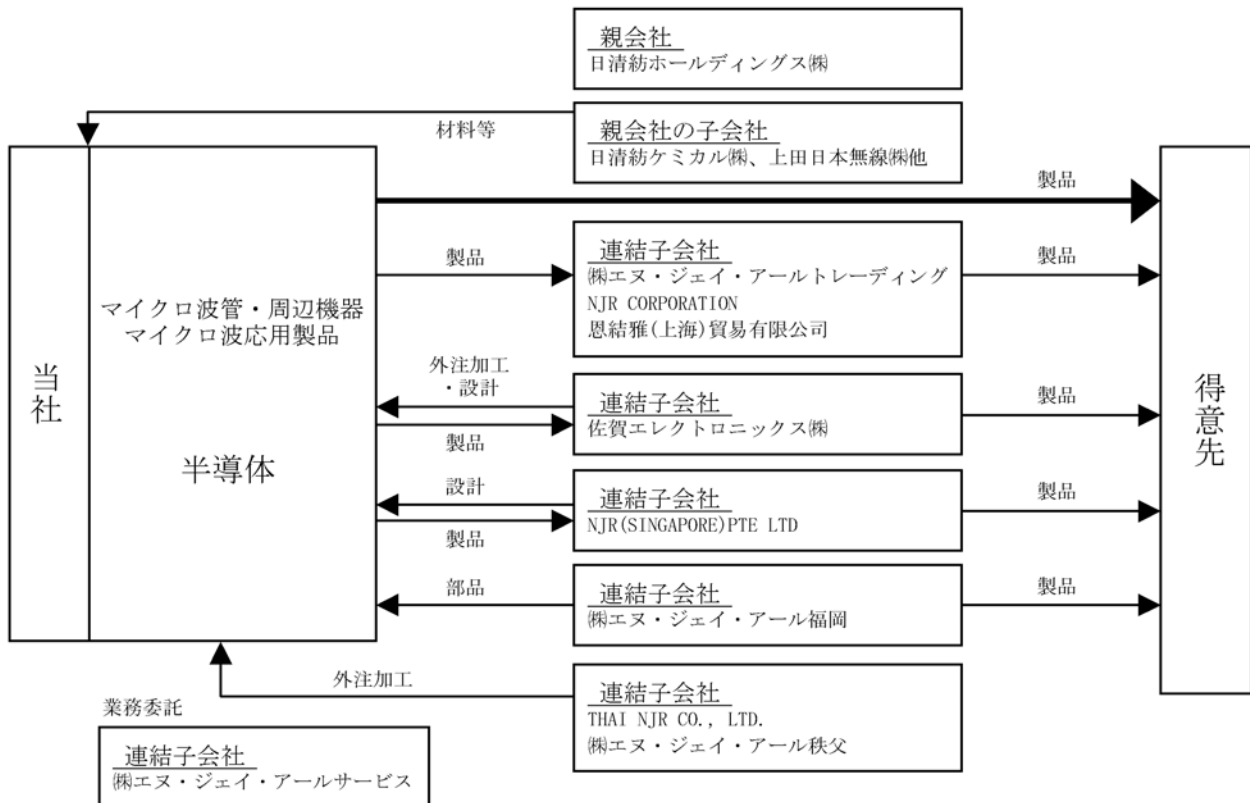 親会社
日清紡ホールディングス㈱
材料等
親会社の子会社
日清紡ケミカル㈱、上田日本無線㈱他
当社
マイクロ波管・周辺機器
マイクロ波応用製品
半導体
製品
製品
連結子会社
㈱エヌ・ジェイ・アールトレーディング
NJR CORPORATION
恩結雅(上海)貿易有限公司
製品
外注加工
・設計
製品
連結子会社
佐賀エレクトロニックス㈱
製品
設計
製品
連結子会社
NJR(SINGAPORE)PTE LTD
製品
部品
連結子会社
㈱エヌ・ジェイ・アール福岡
製品
得意先
外注加工
連結子会社
THAI NJR CO., LTD.
㈱エヌ・ジェイ・アール秩父
業務委託
連結子会社
㈱エヌ・ジェイ・アールサービス